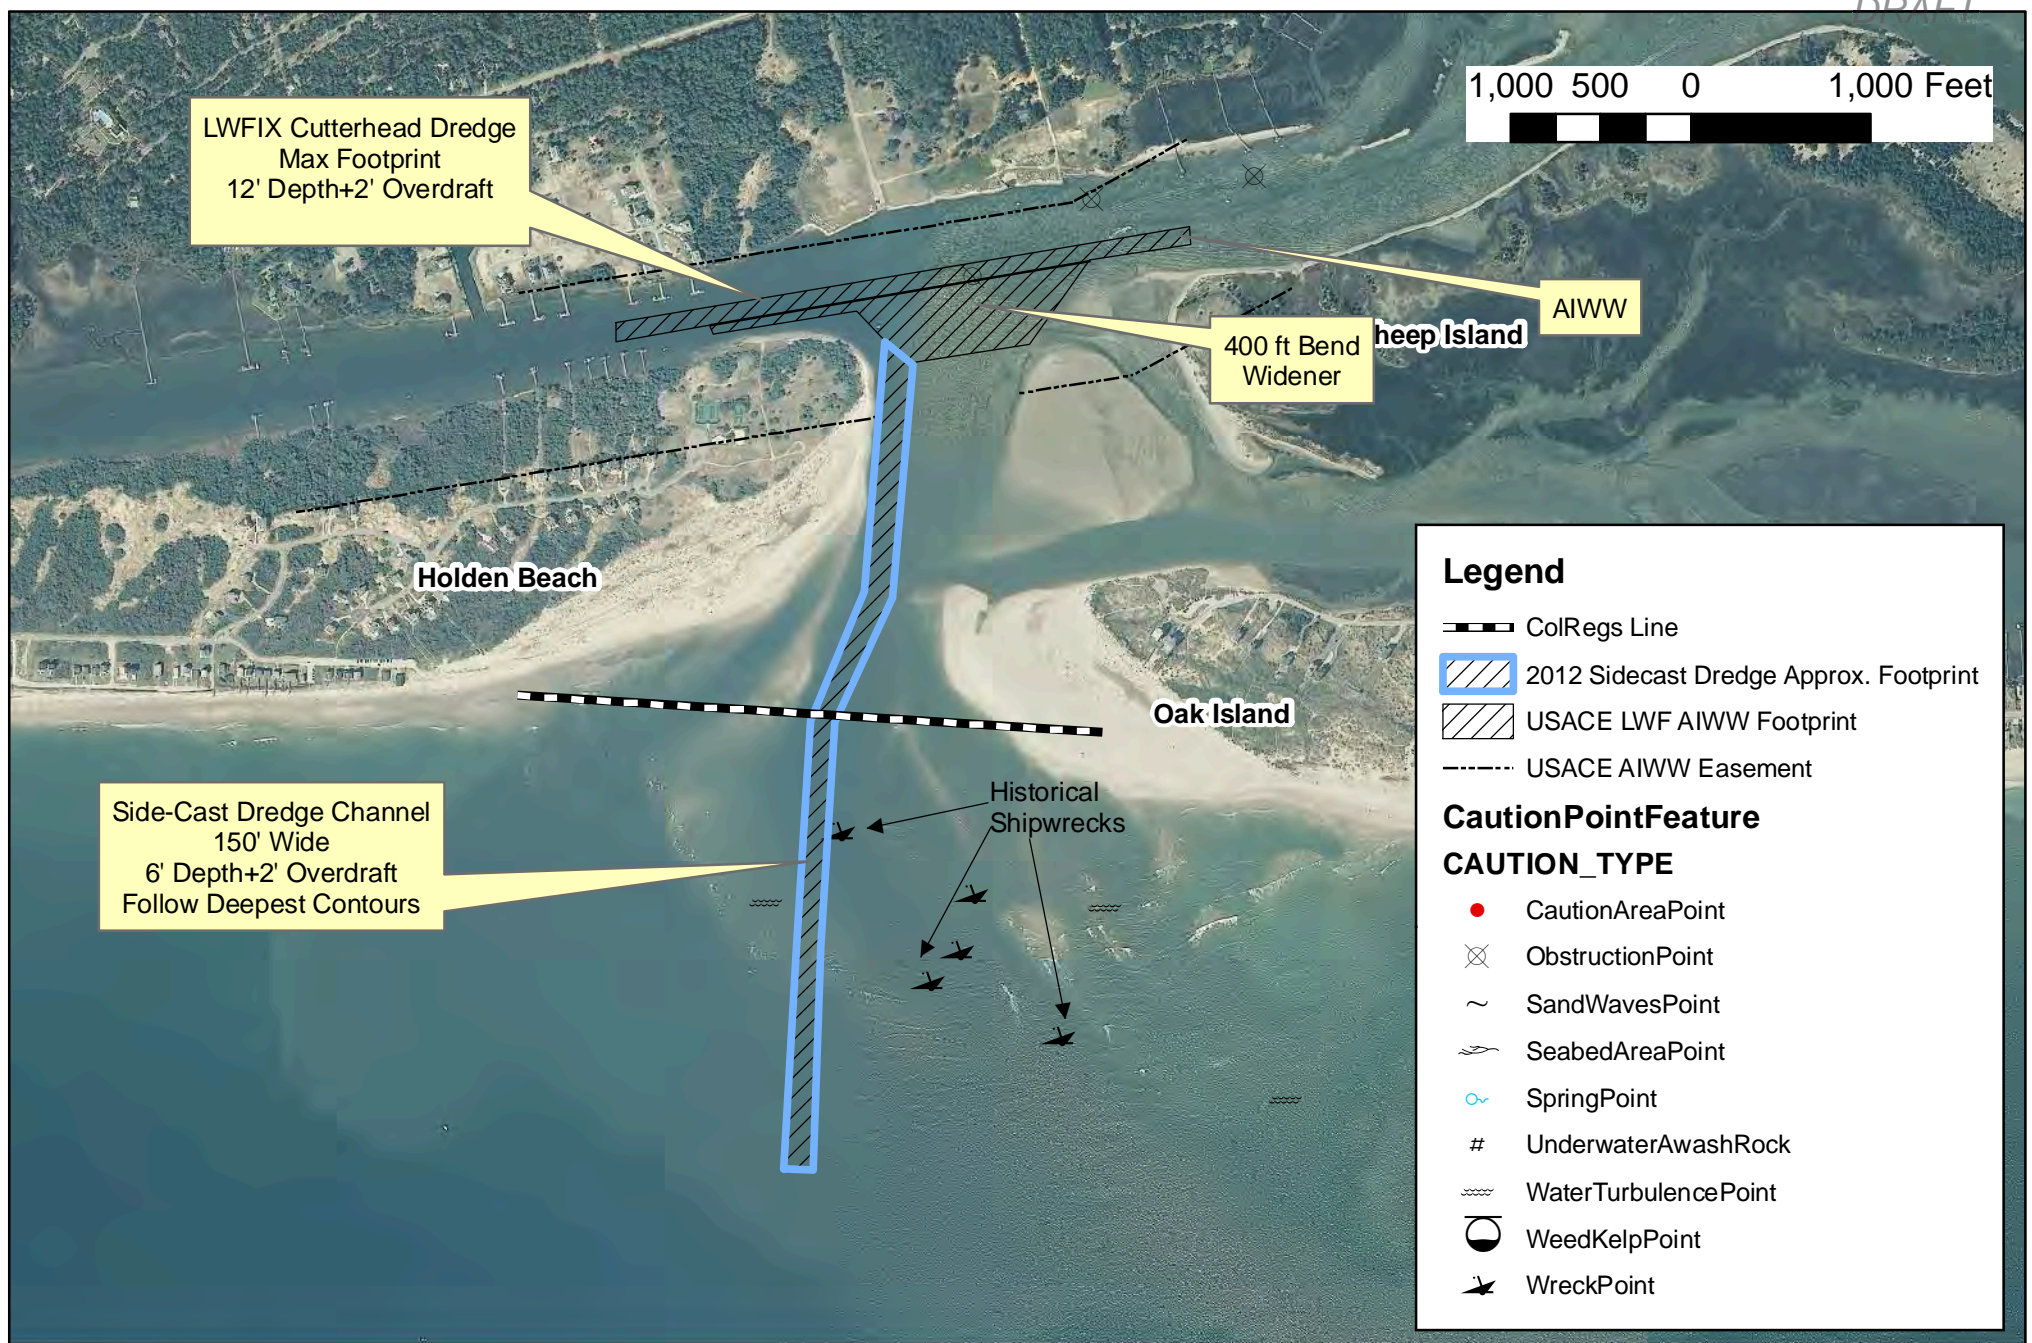 DRAFT
1,000 500 0 1,000 Feet
LWFIX Cutterhead Dredge
Max Footprint
12' Depth+2' Overdraft
AIWW
400 ft Bend
Widener
heep Island
Holden Beach
Oak Island
Historical
Shipwrecks
Side-Cast Dredge Channel
150' Wide
6' Depth+2' Overdraft
Follow Deepest Contours
Legend
ColRegs Line
2012 Sidecast Dredge Approx. Footprint
USACE LWF AIWW Footprint
USACE AIWW Easement
CautionPointFeature
CAUTION_TYPE
CautionAreaPoint
ObstructionPoint
SandWavesPoint
SeabedAreaPoint
SpringPoint
UnderwaterAwashRock
WaterTurbulencePoint
WeedKelpPoint
WreckPoint